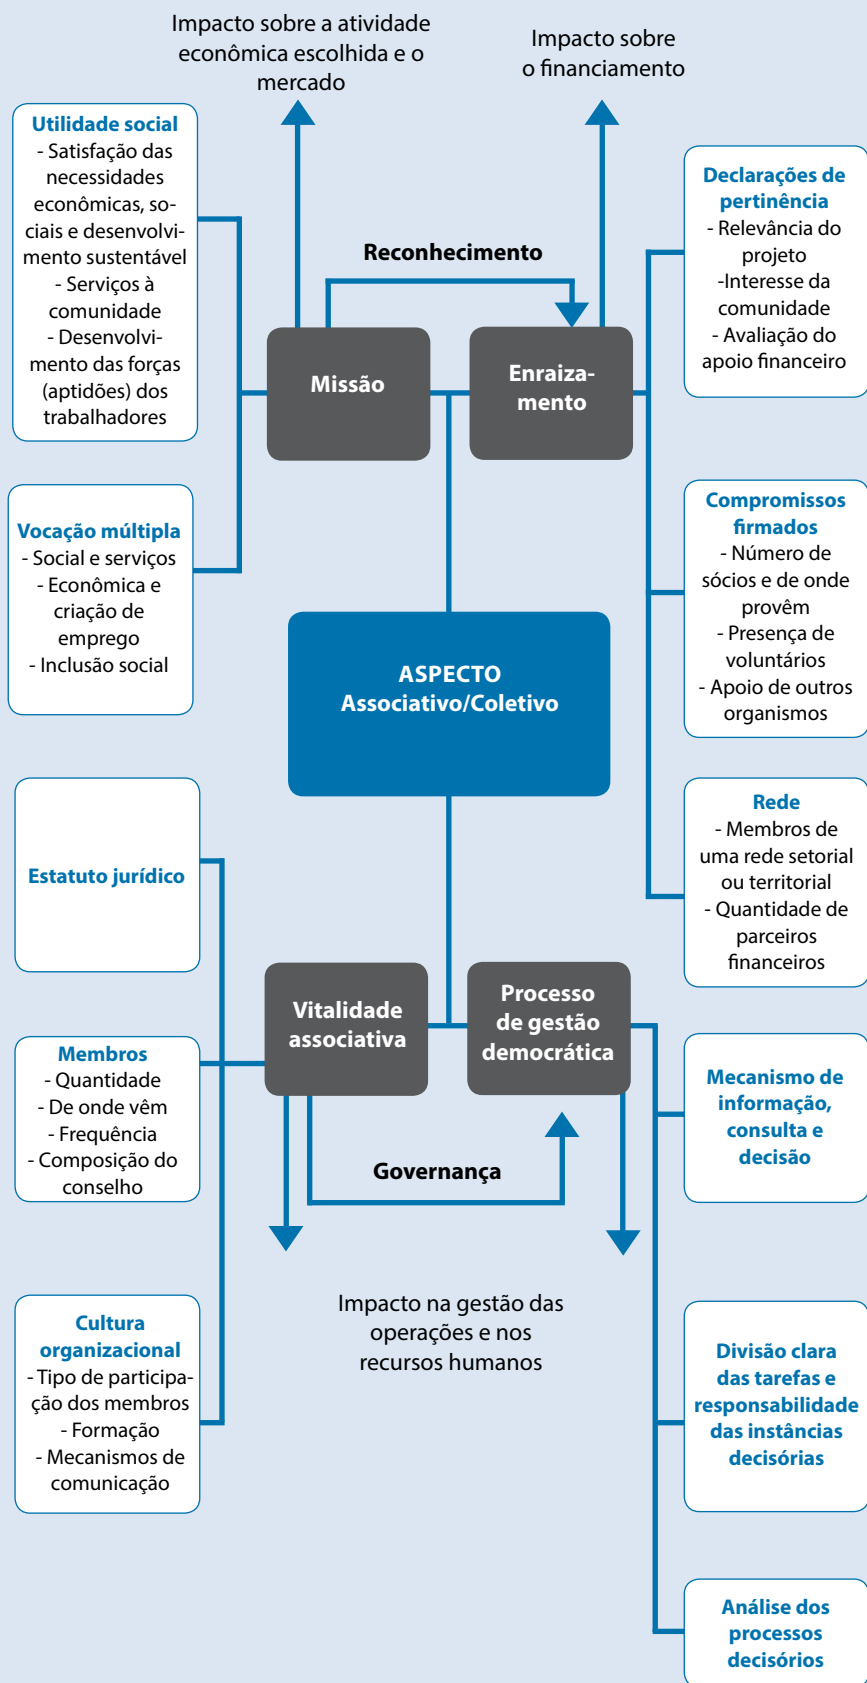 Impacto sobre a atividade
econômica escolhida e o
mercado
Impacto sobre
o financiamento
Utilidade social
- Satisfação das
necessidades
econômicas, so-
ciais e desenvolvi-
mento sustentável
- Serviços à
comunidade
- Desenvolvi-
mento das forças
(aptidões) dos
trabalhadores
Declarações de
pertinência
- Relevância do
projeto
-Interesse da
comunidade
- Avaliação do
apoio financeiro
Reconhecimento
Missão
Enraiza-
mento
Vocação múltipla
- Social e serviços
- Econômica e
criação de
emprego
- Inclusão social
Compromissos
firmados
- Número de
sócios e de onde
provêm
- Presença de
voluntários
- Apoio de outros
organismos
ASPECTO
Associativo/Coletivo
Estatuto jurídico
Rede
- Membros de
uma rede setorial
ou territorial
- Quantidade de
parceiros
financeiros
Vitalidade
associativa
Processo
de gestão
democrática
Membros
- Quantidade
- De onde vêm
- Frequência
- Composição do
conselho
Mecanismo de
informação,
consulta e
decisão
Governança
Impacto na gestão das
operações e nos
recursos humanos
Cultura
organizacional
- Tipo de participa-
ção dos membros
- Formação
- Mecanismos de
comunicação
Divisão clara
das tarefas e
responsabilidade
das instâncias
decisórias
Análise dos
processos
decisórios